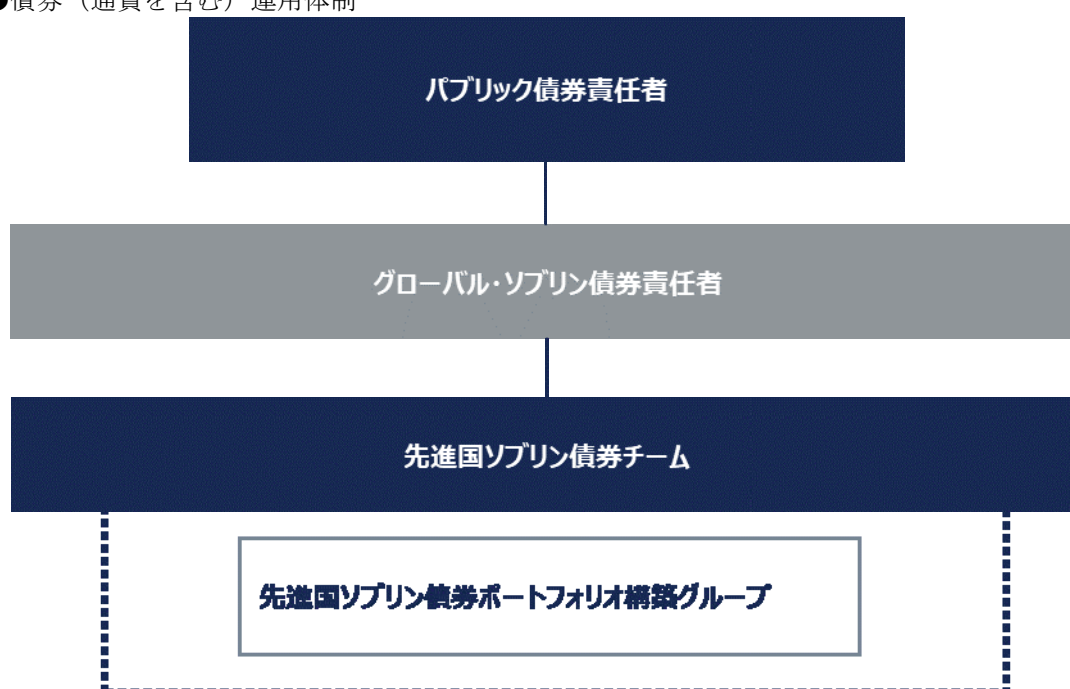 ●債券（通貨を含む）運用体制
パブリック債券責任者
グローバル・ソブリン債券責任者
先進国ソブリン債券チーム
先進国ソブリン債券ポートフォリオ構築グループ